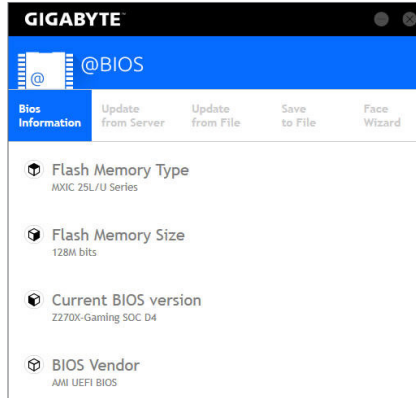 GIGABYTE™
@BIOS
@
Bios Information
Update from Server
Update from File
Save to File
Face Wizard
Flash Memory Type
MXIC 25L/U Series
Flash Memory Size
128M bits
Current BIOS version
Z270X-Gaming SOC D4
BIOS Vendor
AMI UEFI BIOS